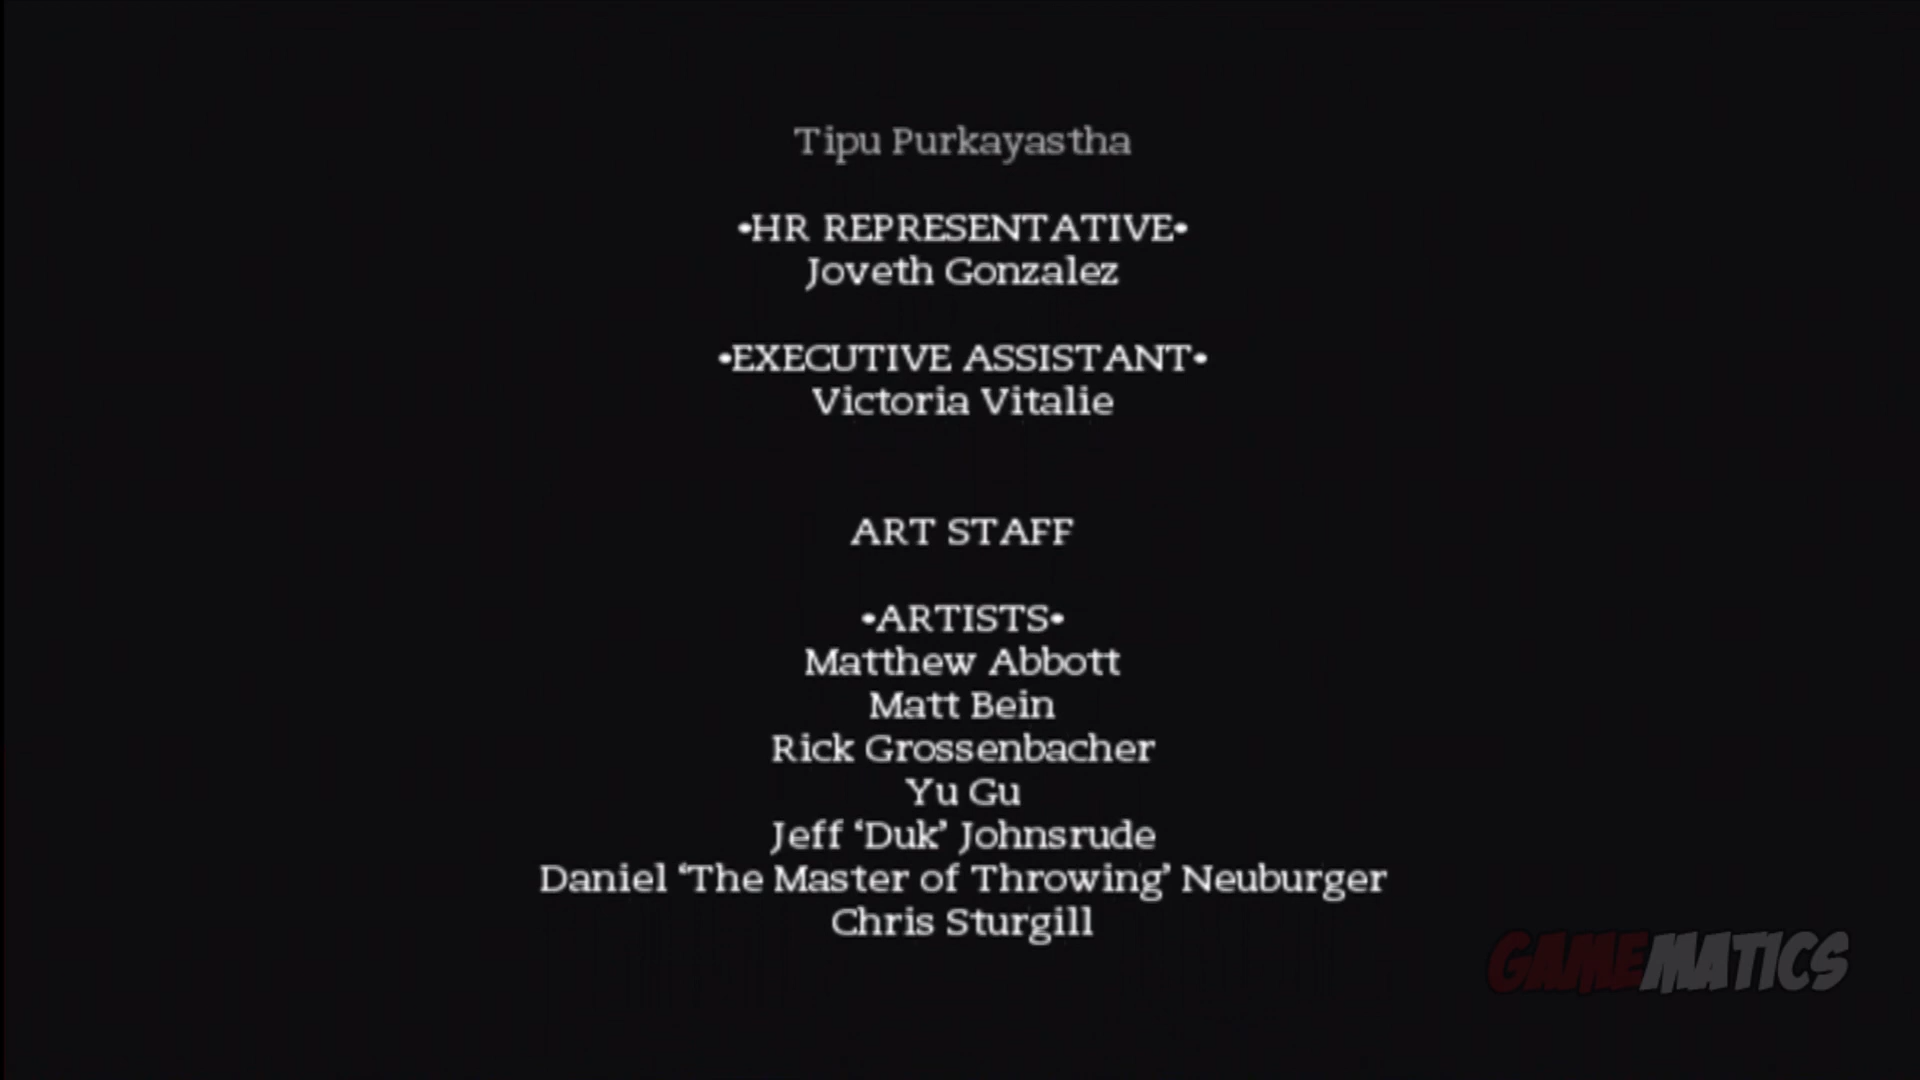 Tipu Purkayastha
•HR REPRESENTATIVE•
Joveth Gonzalez
•EXECUTIVE ASSISTANT•
Victoria Vitalie
ART STAFF
•ARTISTS•
Matthew Abbott
Matt Bein
Rick Grossenbacher
Yu Gu
Jeff ‘Duk’ Johnsrude
Daniel ‘The Master of Throwing’ Neuburger
Chris Sturgill
GAMEMATICS